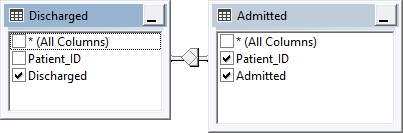 Discharged
* (All Columns)
Patient_ID
Discharged
Admitted
* (All Columns)
Patient_ID
Admitted